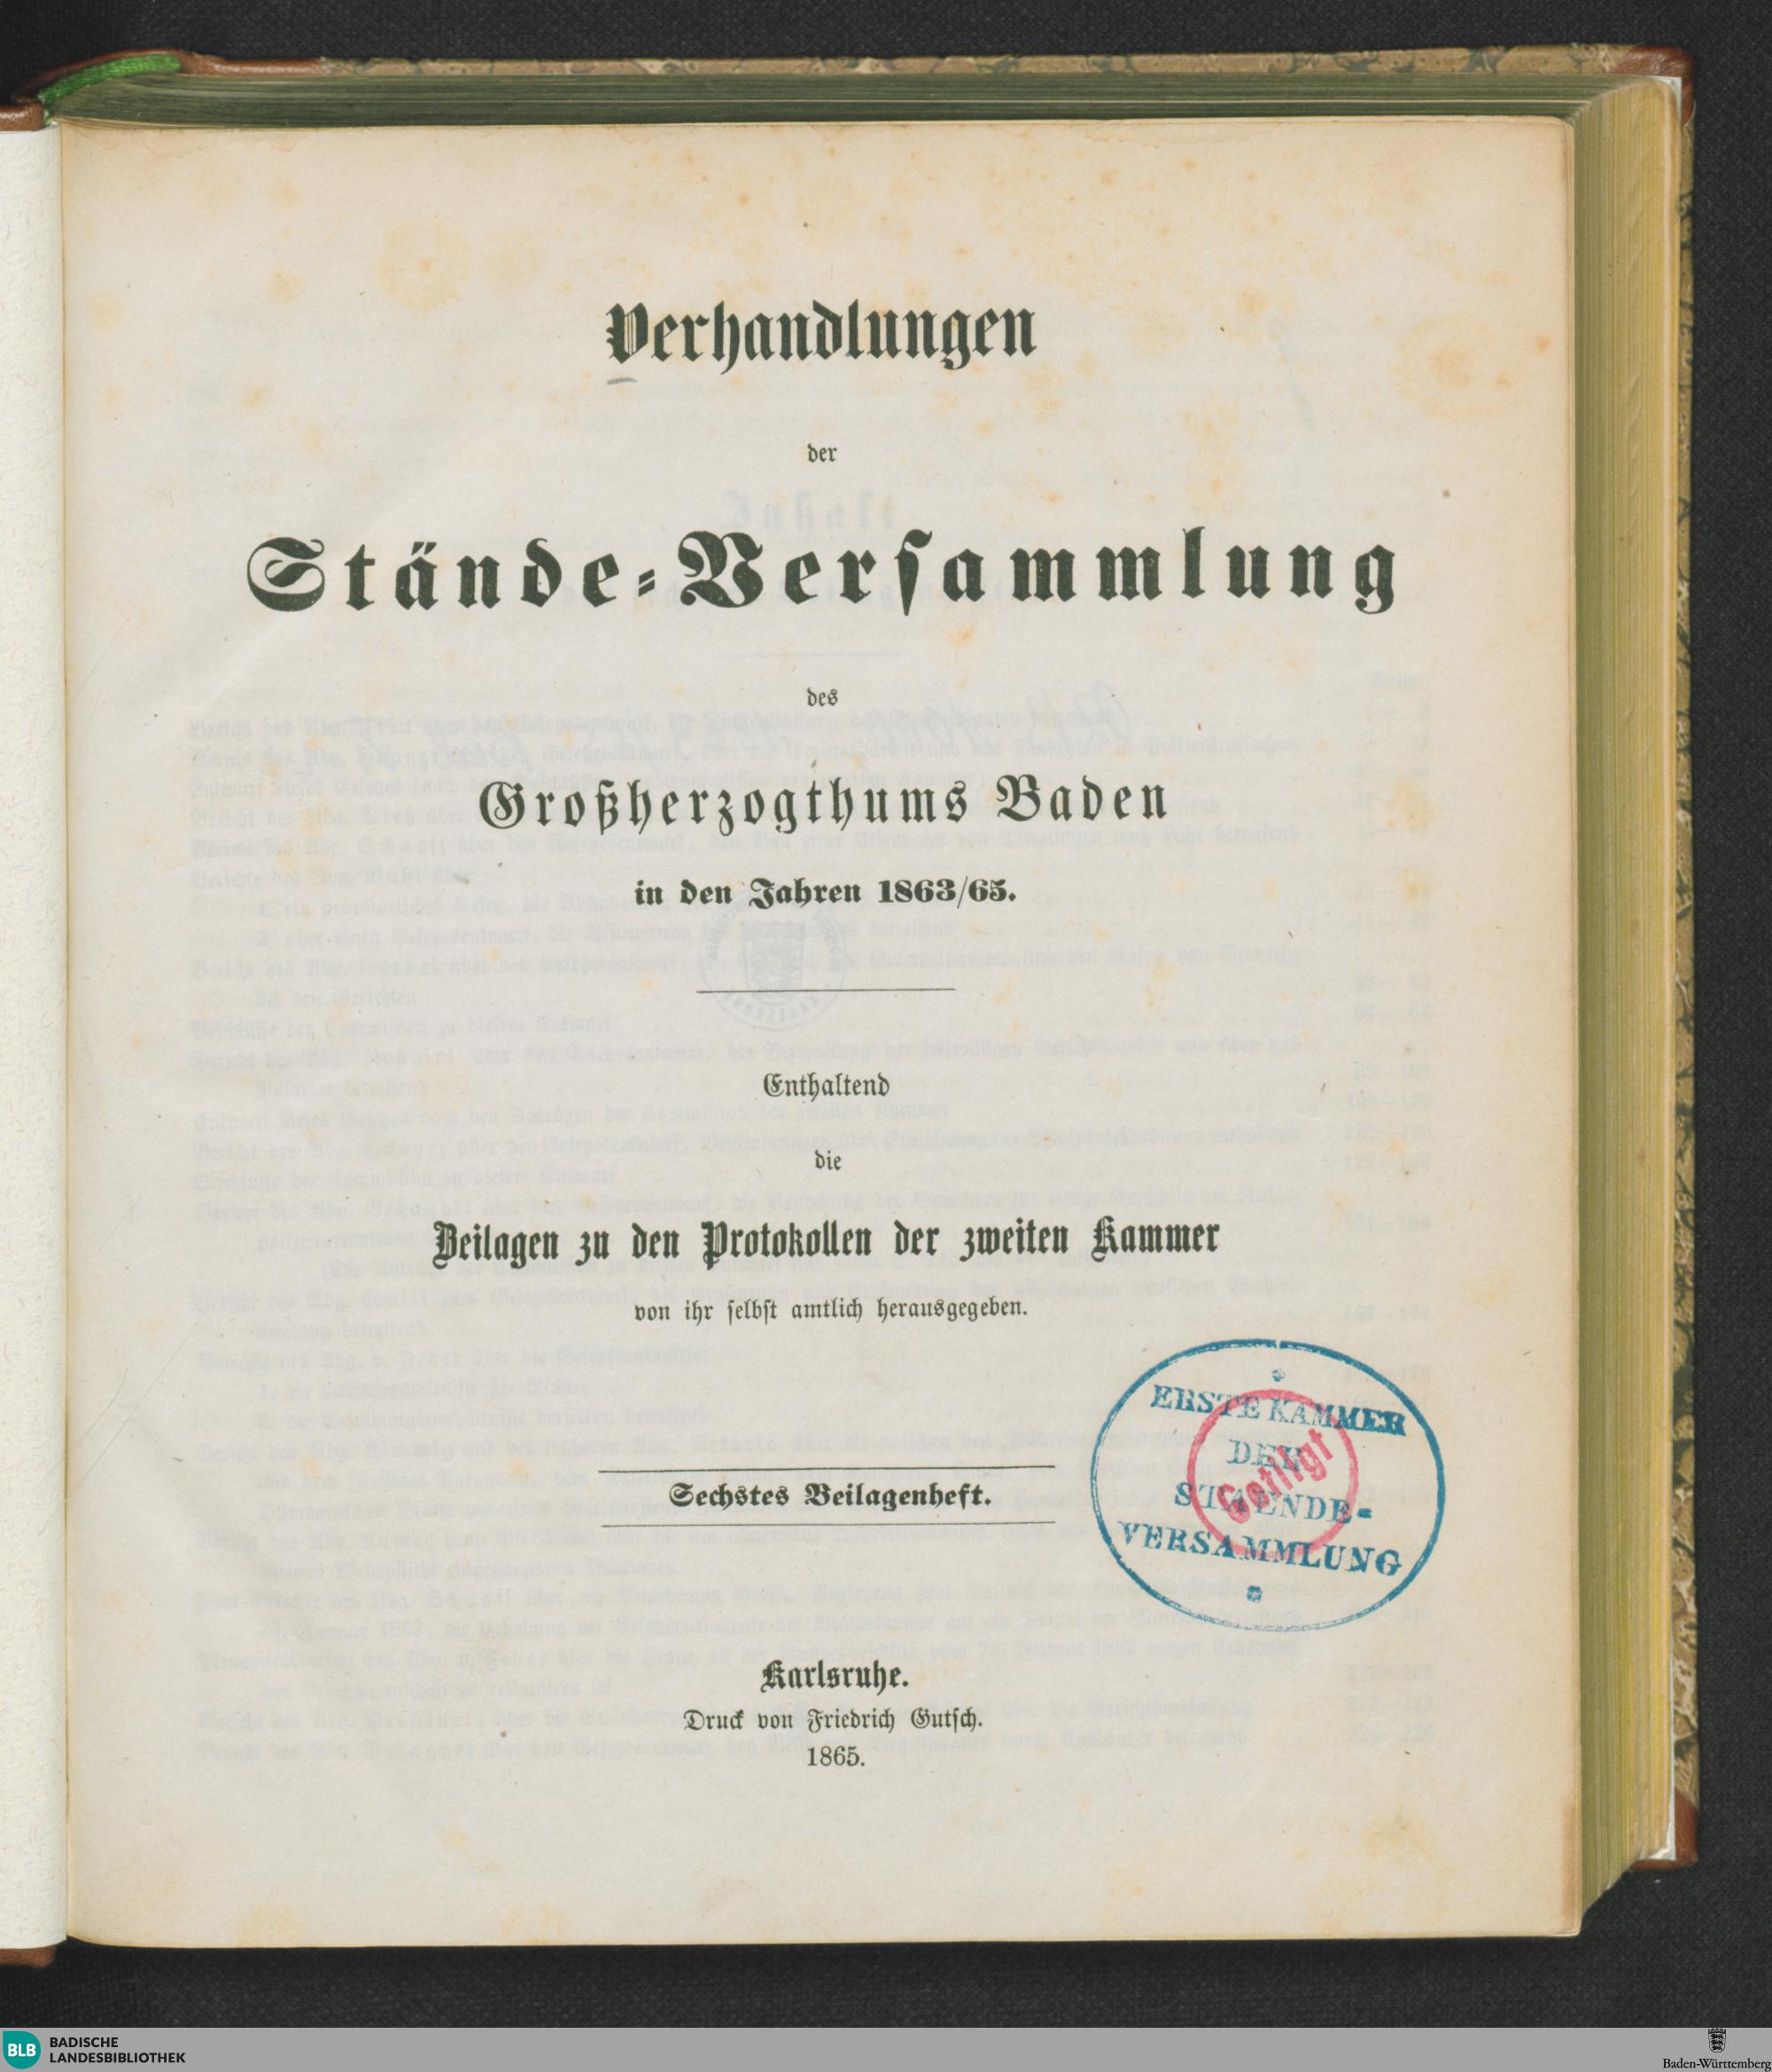 Verhandlungen
der
Stände-Versammlung
des
Großherzogthums Baden
in den Jahren 1863/65.
Enthaltend
die
Beilagen zu den Protokollen der zweiten Kammer
von ihr selbst amtlich herausgegeben.
Sechstes Beilagenheft.
ERSTE KAMMER
DER
STAENDE-
VERSAMMLUNG
Getilgt
Karlsruhe.
Druck von Friedrich Gutsch.
1865.
BLB BADISCHE
LANDESBIBLIOTHEK
Baden-Württemberg